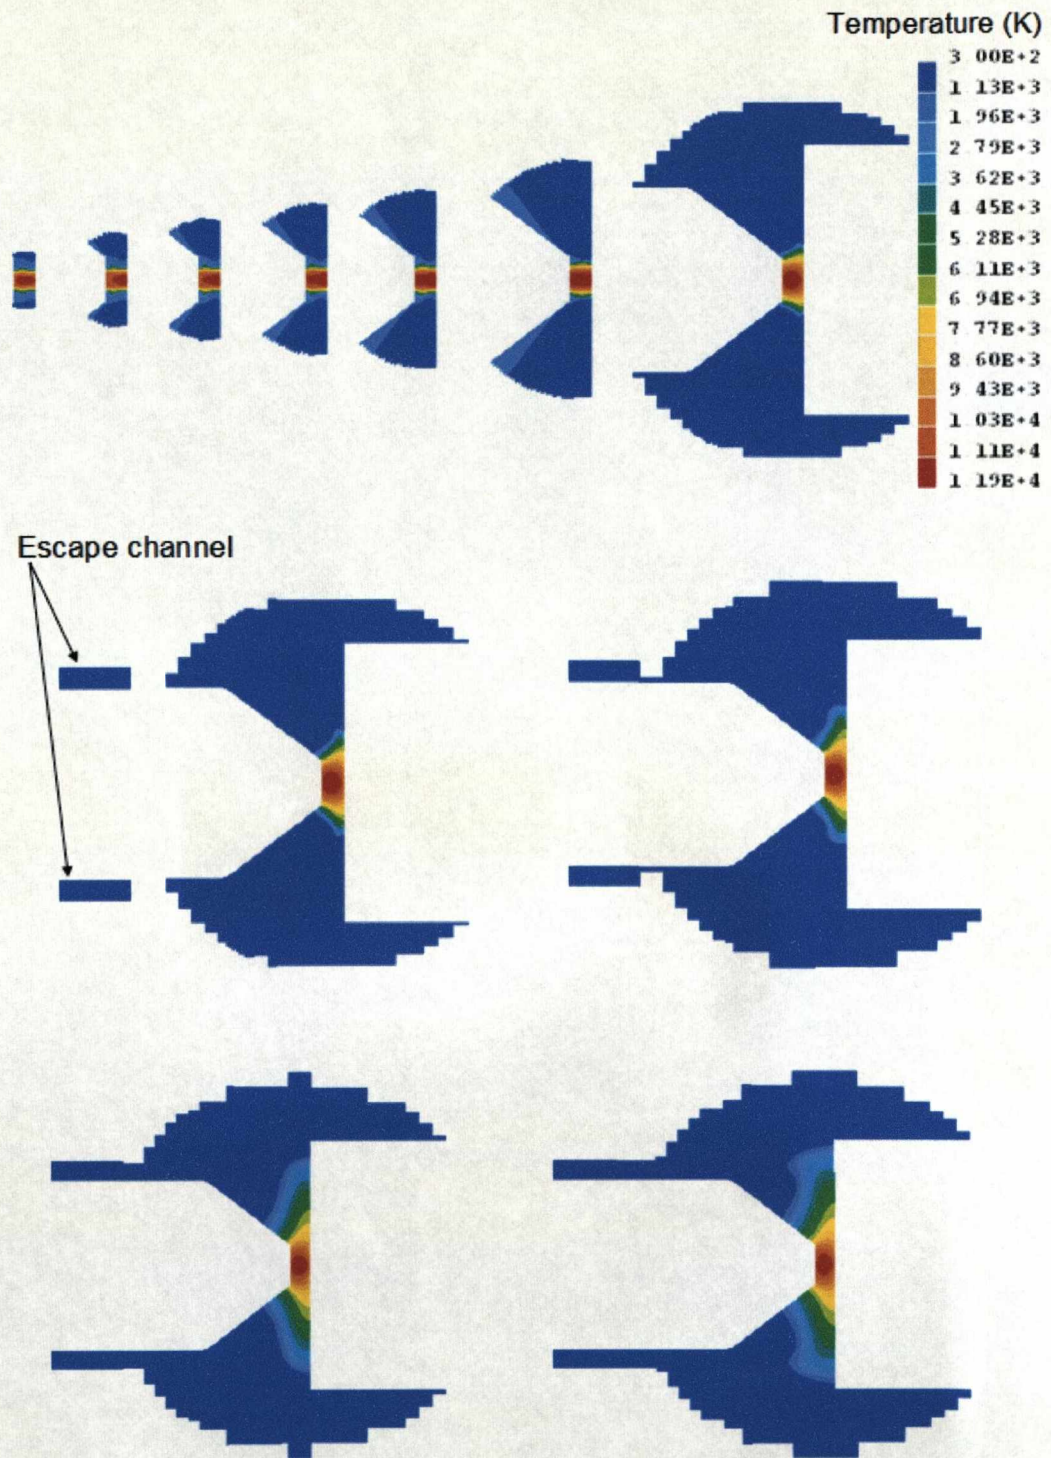 Temperature (K)
3 00E+2
1 13E+3
1 96E+3
2 79E+3
3 62E+3
4 45E+3
5 28E+3
6 11E+3
6 94E+3
7 77E+3
8 60E+3
9 43E+3
1 03E+4
1 11E+4
1 19E+4
Escape channel